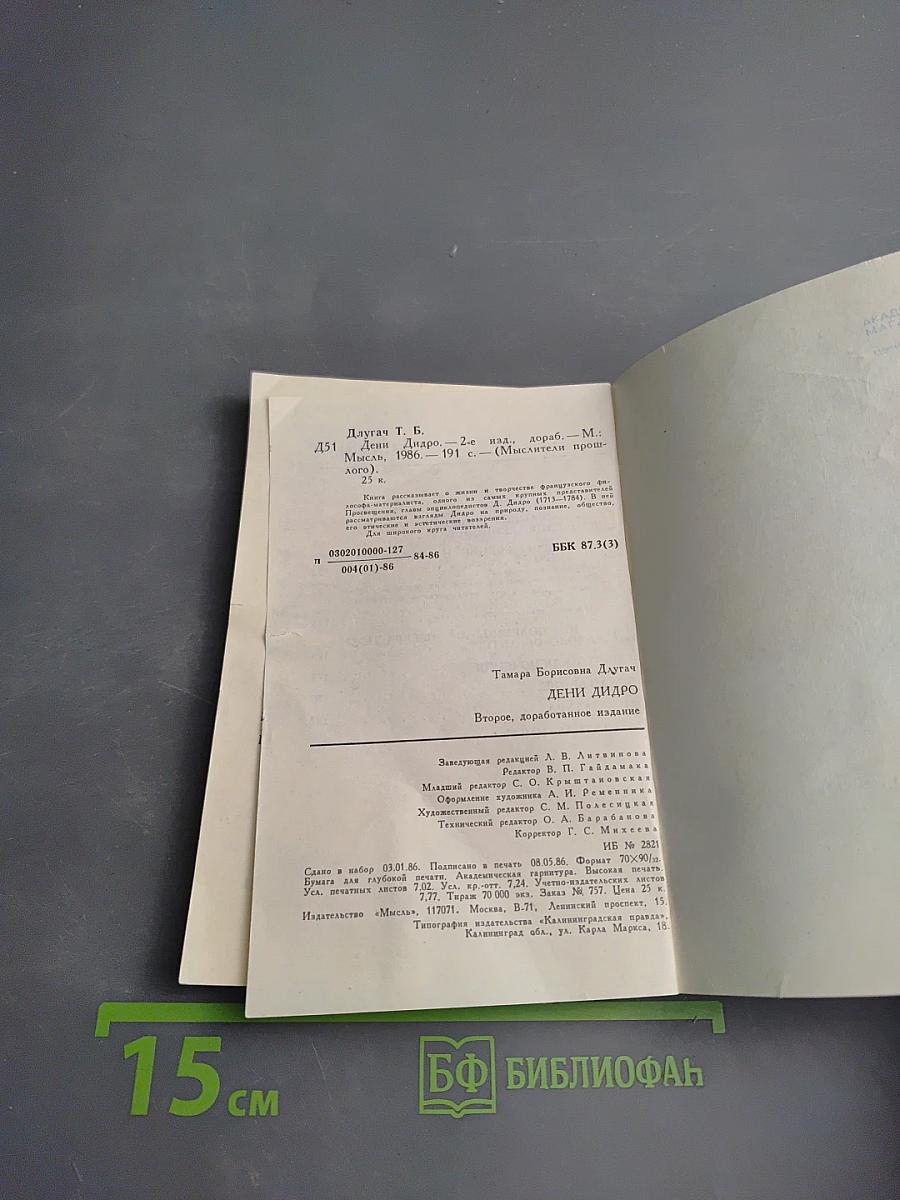 Длугач Т. Б.
Д51 Дени Дидро. — 2-е изд., дораб. — М.:
Мысль, 1986. — 191 с. — (Мыслители прош-
лого).
25 к.
Книга рассказывает о жизни и творчестве французского фи-
лософа-материалиста, одного из самых крупных представителей
Просвещения, главы энциклопедистов Д. Дидро (1713—1784). В ней
рассматриваются взгляды Дидро на природу, познание, общество,
его этические и эстетические воззрения.
Для широкого круга читателей.
п 0302010000-127 84-86
004(01)-86
ББК 87.3(3)
Тамара Борисовна Длугач
ДЕНИ ДИДРО
Второе, доработанное издание
Заведующая редакцией Л. В. Литвинова
Редактор В. П. Гайдамака
Младший редактор С. О. Крыштановская
Оформление художника А. И. Ременника
Художественный редактор С. М. Полесицкая
Технический редактор О. А. Барабанова
Корректор Г. С. Михеева
ИБ № 2821
Сдано в набор 03.01.86. Подписано в печать 08.05.86. Формат 70×90/32.
Бумага для глубокой печати. Академическая гарнитура. Высокая печать.
Усл. печатных листов 7,02. Усл. кр.-отт. 7,24. Учетно-издательских листов
7,77. Тираж 70 000 экз. Заказ № 757. Цена 25 к.
Издательство «Мысль», 117071. Москва, В-71, Ленинский проспект, 15.
Типография издательства «Калининградская правда»,
Калининград обл., ул. Карла Маркса, 18.
15 см
БФ БИБЛИОФАН